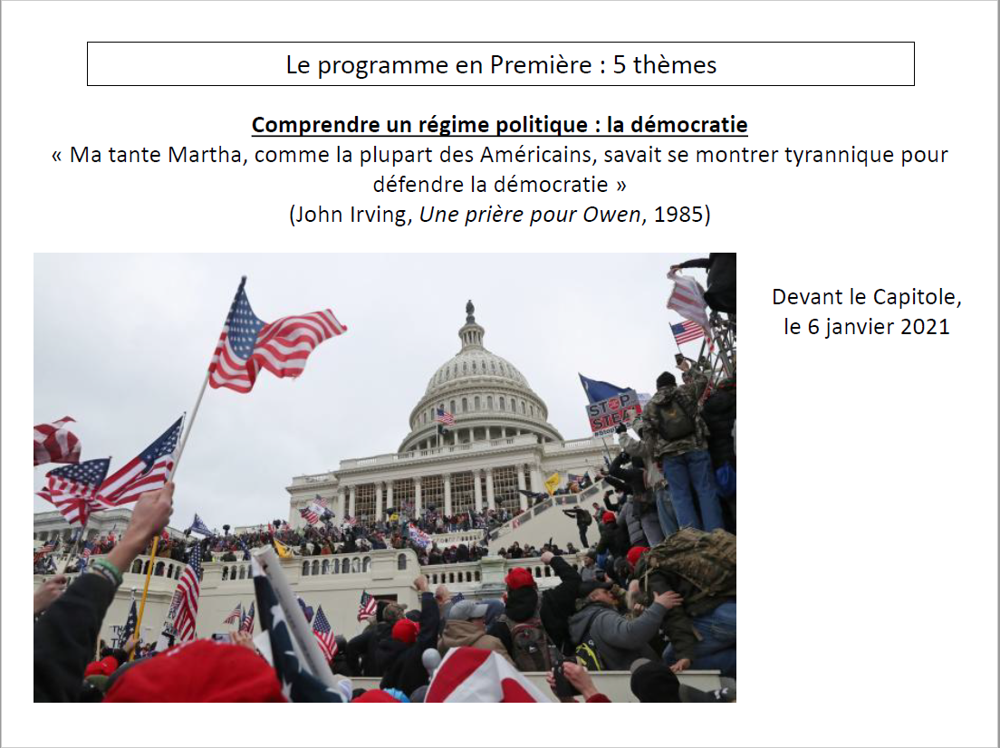 Le programme en Première : 5 thèmes
Comprendre un régime politique : la démocratie
« Ma tante Martha, comme la plupart des Américains, savait se montrer tyrannique pour
défendre la démocratie »
(John Irving, Une prière pour Owen, 1985)
Devant le Capitole,
le 6 janvier 2021
STOP
STEA